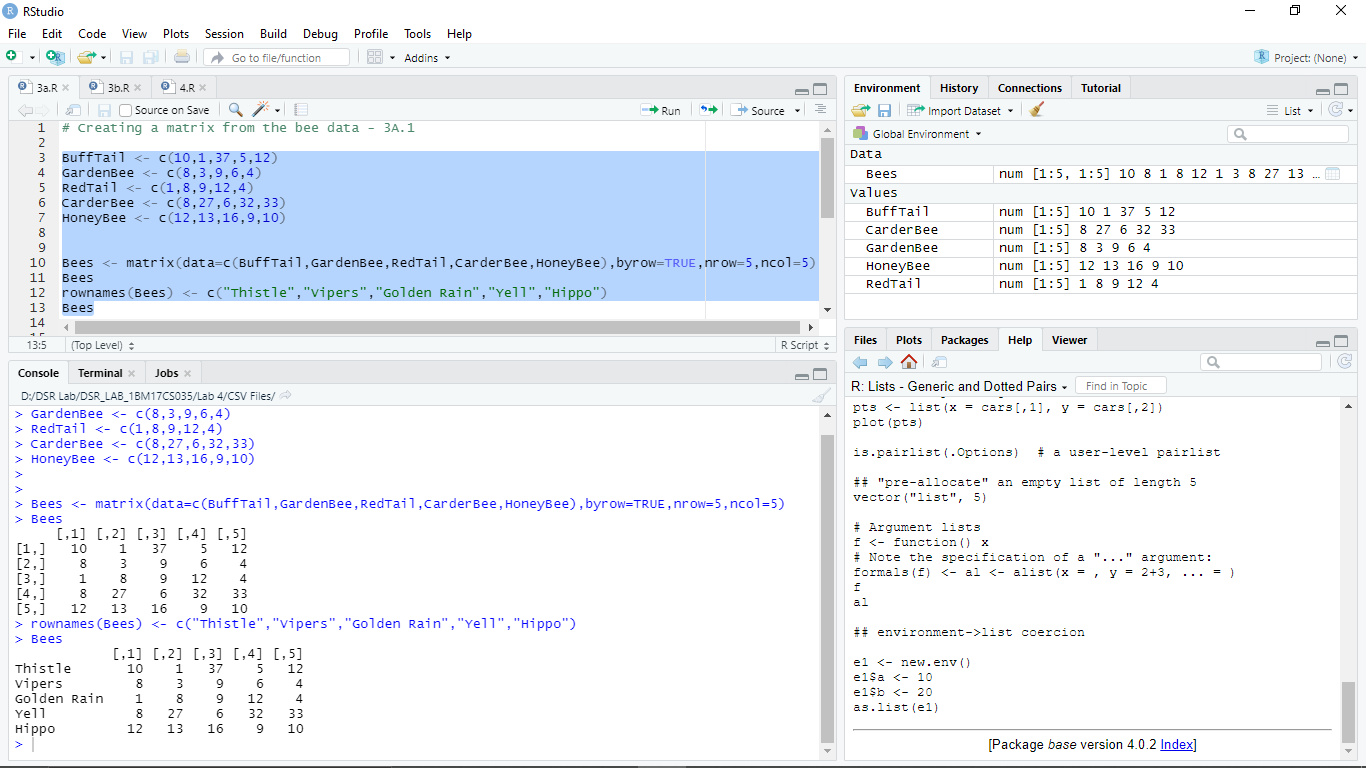 RStudio
File Edit Code View Plots Session Build Debug Profile Tools Help
Go to file/function Addins Project: (None)
3a.R 3b.R 4.R
Source on Save Run Source
1 # Creating a matrix from the bee data - 3A.1
2
3 BuffTail <- c(10,1,37,5,12)
4 GardenBee <- c(8,3,9,6,4)
5 RedTail <- c(1,8,9,12,4)
6 CarderBee <- c(8,27,6,32,33)
7 HoneyBee <- c(12,13,16,9,10)
8
9
10 Bees <- matrix(data=c(BuffTail,GardenBee,RedTail,CarderBee,HoneyBee),byrow=TRUE,nrow=5,ncol=5)
11 Bees
12 rownames(Bees) <- c("Thistle","Vipers","Golden Rain","Yell","Hippo")
13 Bees
14
13:5 (Top Level) R Script
Console Terminal Jobs
D:/DSR Lab/DSR_LAB_1BM17CS035/Lab 4/CSV Files/
> GardenBee <- c(8,3,9,6,4)
> RedTail <- c(1,8,9,12,4)
> CarderBee <- c(8,27,6,32,33)
> HoneyBee <- c(12,13,16,9,10)
>
>
> Bees <- matrix(data=c(BuffTail,GardenBee,RedTail,CarderBee,HoneyBee),byrow=TRUE,nrow=5,ncol=5)
> Bees
[,1] [,2] [,3] [,4] [,5]
[1,] 10 1 37 5 12
[2,] 8 3 9 6 4
[3,] 1 8 9 12 4
[4,] 8 27 6 32 33
[5,] 12 13 16 9 10
> rownames(Bees) <- c("Thistle","Vipers","Golden Rain","Yell","Hippo")
> Bees
[,1] [,2] [,3] [,4] [,5]
Thistle 10 1 37 5 12
Vipers 8 3 9 6 4
Golden Rain 1 8 9 12 4
Yell 8 27 6 32 33
Hippo 12 13 16 9 10
>
Environment History Connections Tutorial
Import Dataset List
Global Environment
Data
Bees num [1:5, 1:5] 10 8 1 8 12 1 3 8 27 13 ...
Values
BuffTail num [1:5] 10 1 37 5 12
CarderBee num [1:5] 8 27 6 32 33
GardenBee num [1:5] 8 3 9 6 4
HoneyBee num [1:5] 12 13 16 9 10
RedTail num [1:5] 1 8 9 12 4
Files Plots Packages Help Viewer
R: Lists - Generic and Dotted Pairs Find in Topic
pts <- list(x = cars[,1], y = cars[,2])
plot(pts)
is.pairlist(.Options) # a user-level pairlist
## "pre-allocate" an empty list of length 5
vector("list", 5)
# Argument lists
f <- function() x
# Note the specification of a "..." argument:
formals(f) <- al <- alist(x = , y = 2+3, ... = )
f
al
## environment->list coercion
e1 <- new.env()
e1$a <- 10
e1$b <- 20
as.list(e1)
[Package base version 4.0.2 Index]